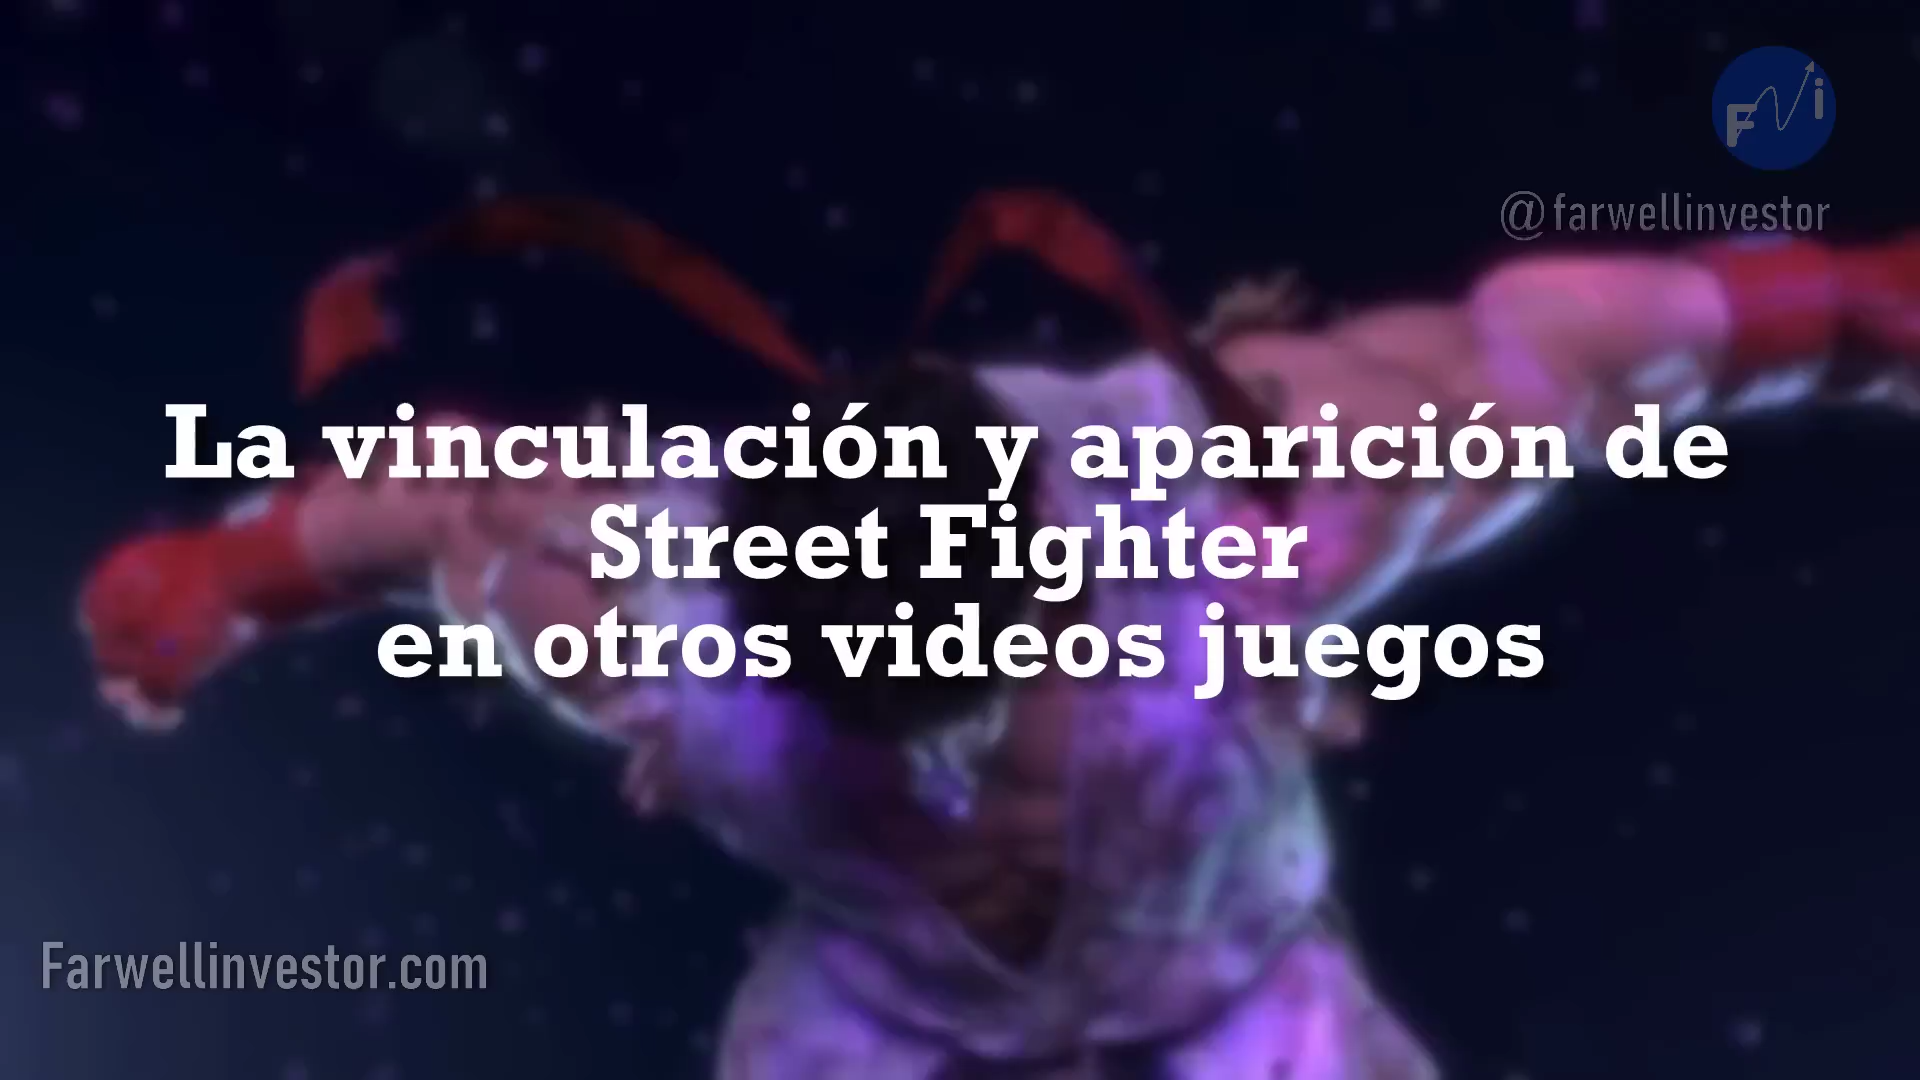 F i
@farwellinvestor
La vinculación y aparición de
Street Fighter
en otros videos juegos
Farwellinvestor.com